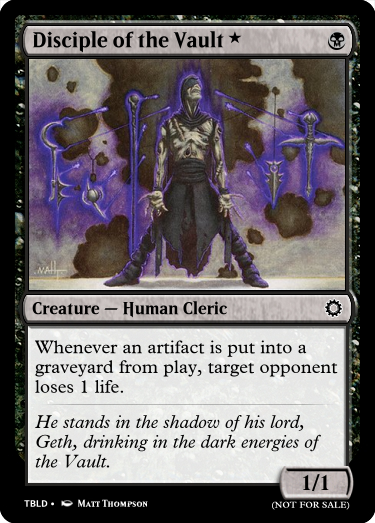 Disciple of the Vault ★
Creature — Human Cleric
Whenever an artifact is put into a
graveyard from play, target opponent
loses 1 life.
He stands in the shadow of his lord,
Geth, drinking in the dark energies of
the Vault.
1/1
TBLD • Matt Thompson
(NOT FOR SALE)